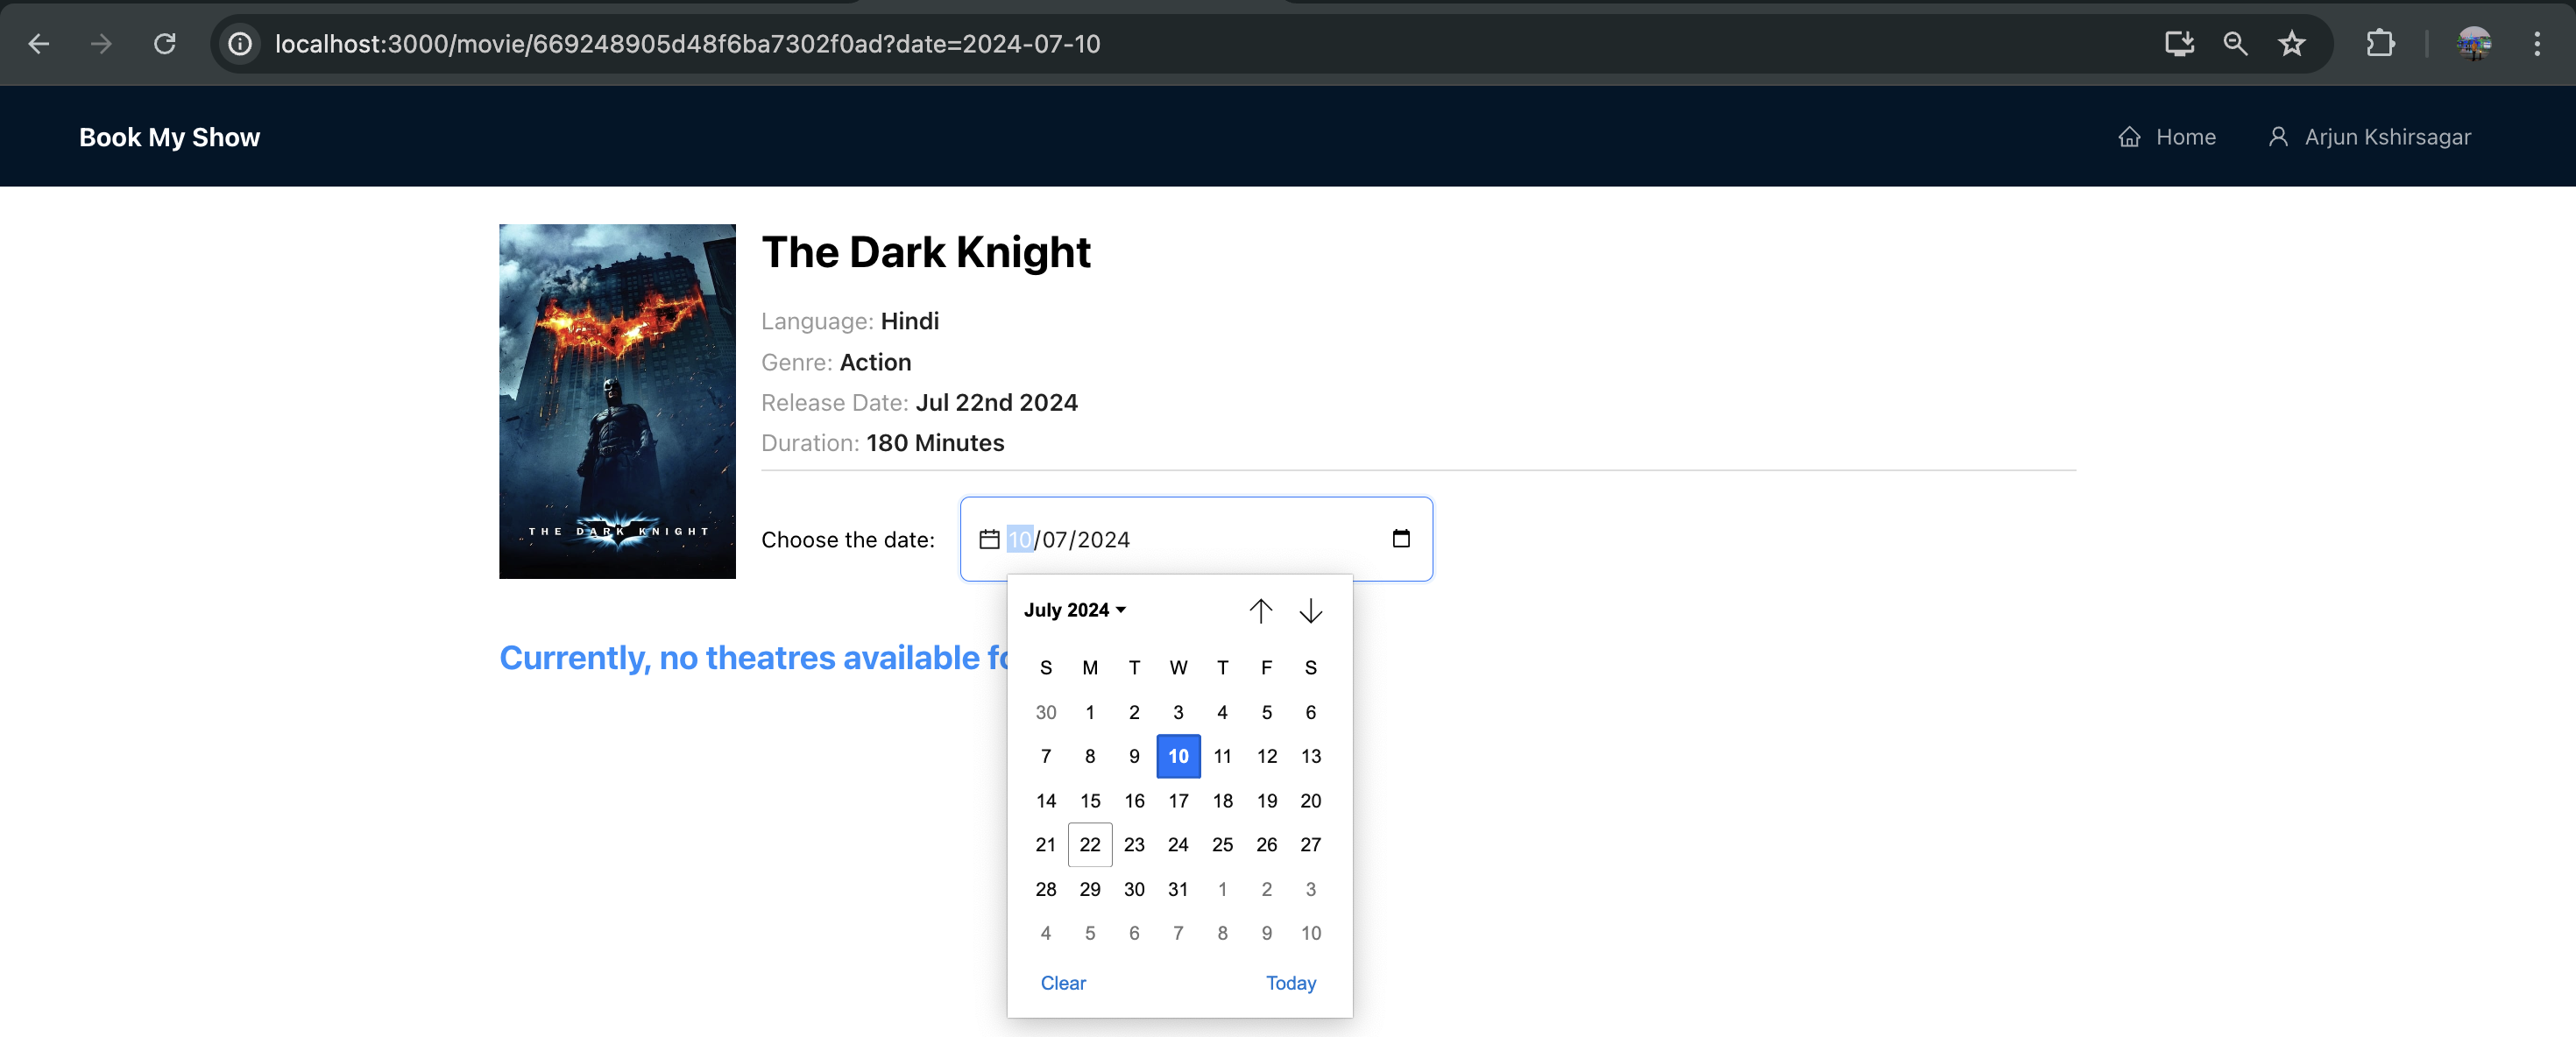 localhost:3000/movie/669248905d48f6ba7302f0ad?date=2024-07-10
Book My Show
Home
Arjun Kshirsagar
The Dark Knight
Language: Hindi
Genre: Action
Release Date: Jul 22nd 2024
Duration: 180 Minutes
THE DARK KNIGHT
Choose the date: 10/07/2024
July 2024
Currently, no theatres available
S M T W T F S
30 1 2 3 4 5 6
7 8 9 10 11 12 13
14 15 16 17 18 19 20
21 22 23 24 25 26 27
28 29 30 31 1 2 3
4 5 6 7 8 9 10
Clear Today